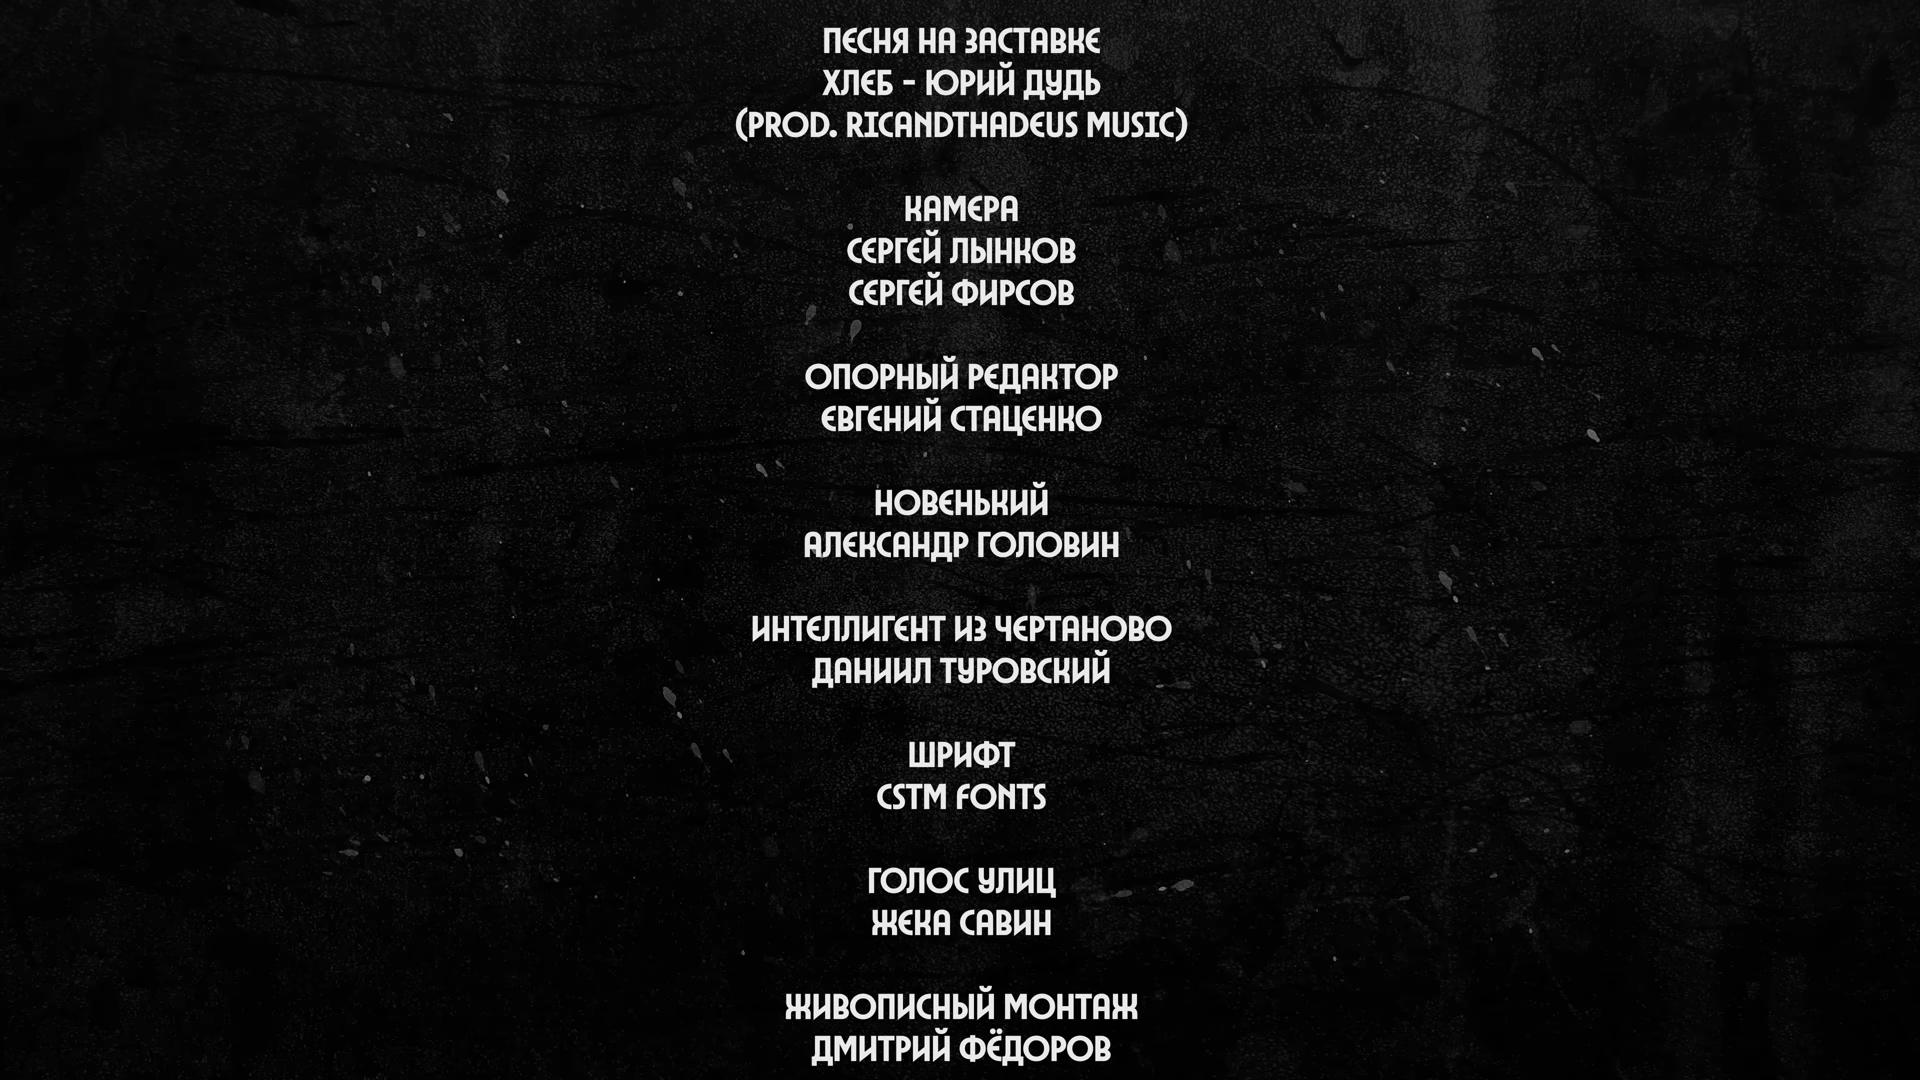 ПЕСНЯ НА ЗАСТАВКЕ
ХЛЕБ - ЮРИЙ ДУДЬ
(PROD. RICANDTHADEUS MUSIC)
КАМЕРА
СЕРГЕЙ ЛЫНКОВ
СЕРГЕЙ ФИРСОВ
ОПОРНЫЙ РЕДАКТОР
ЕВГЕНИЙ СТАЦЕНКО
НОВЕНЬКИЙ
АЛЕКСАНДР ГОЛОВИН
ИНТЕЛЛИГЕНТ ИЗ ЧЕРТАНОВО
ДАНИИЛ ТУРОВСКИЙ
ШРИФТ
CSTM FONTS
ГОЛОС УЛИЦ
ЖЕКА САВИН
ЖИВОПИСНЫЙ МОНТАЖ
ДМИТРИЙ ФЁДОРОВ